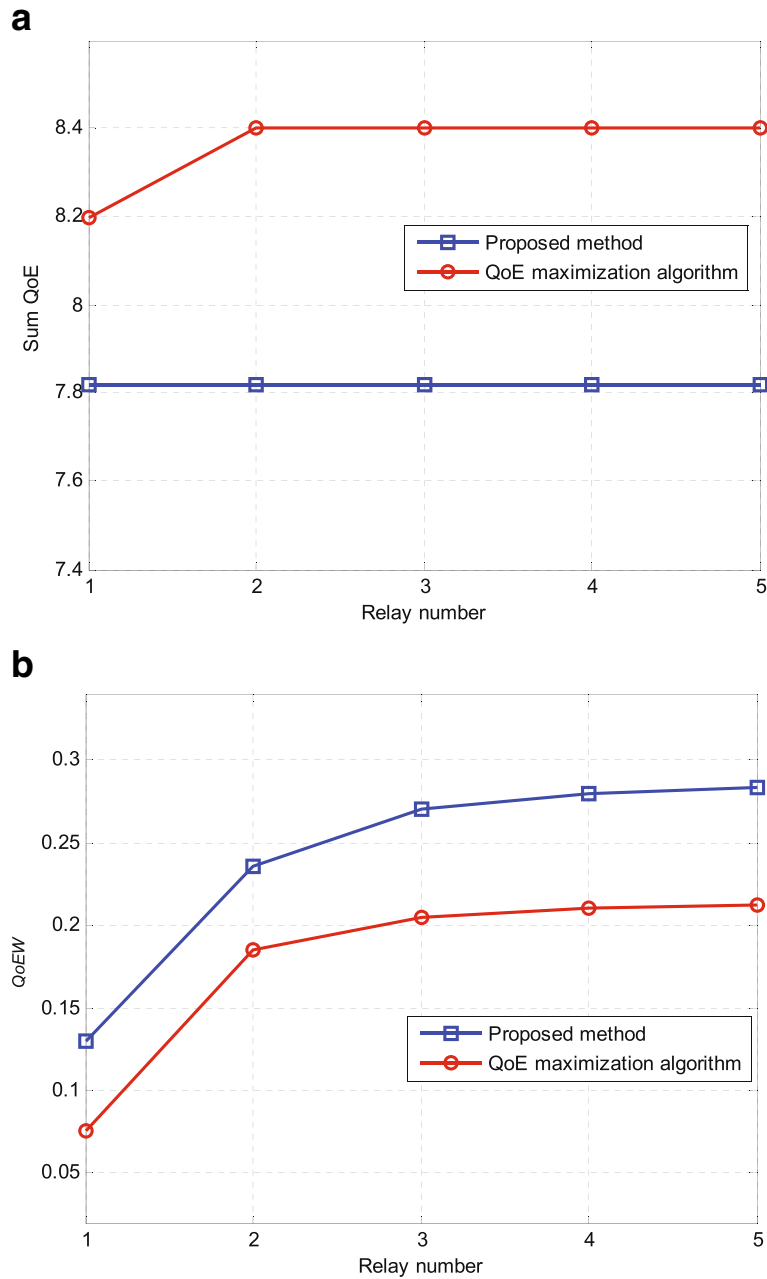 a
8.4
8.2
8
7.8
7.6
7.4
Sum QoE
Proposed method
QoE maximization algorithm
1 2 3 4 5
Relay number
b
0.3
0.25
0.2
0.15
0.1
0.05
QoEW
Proposed method
QoE maximization algorithm
1 2 3 4 5
Relay number